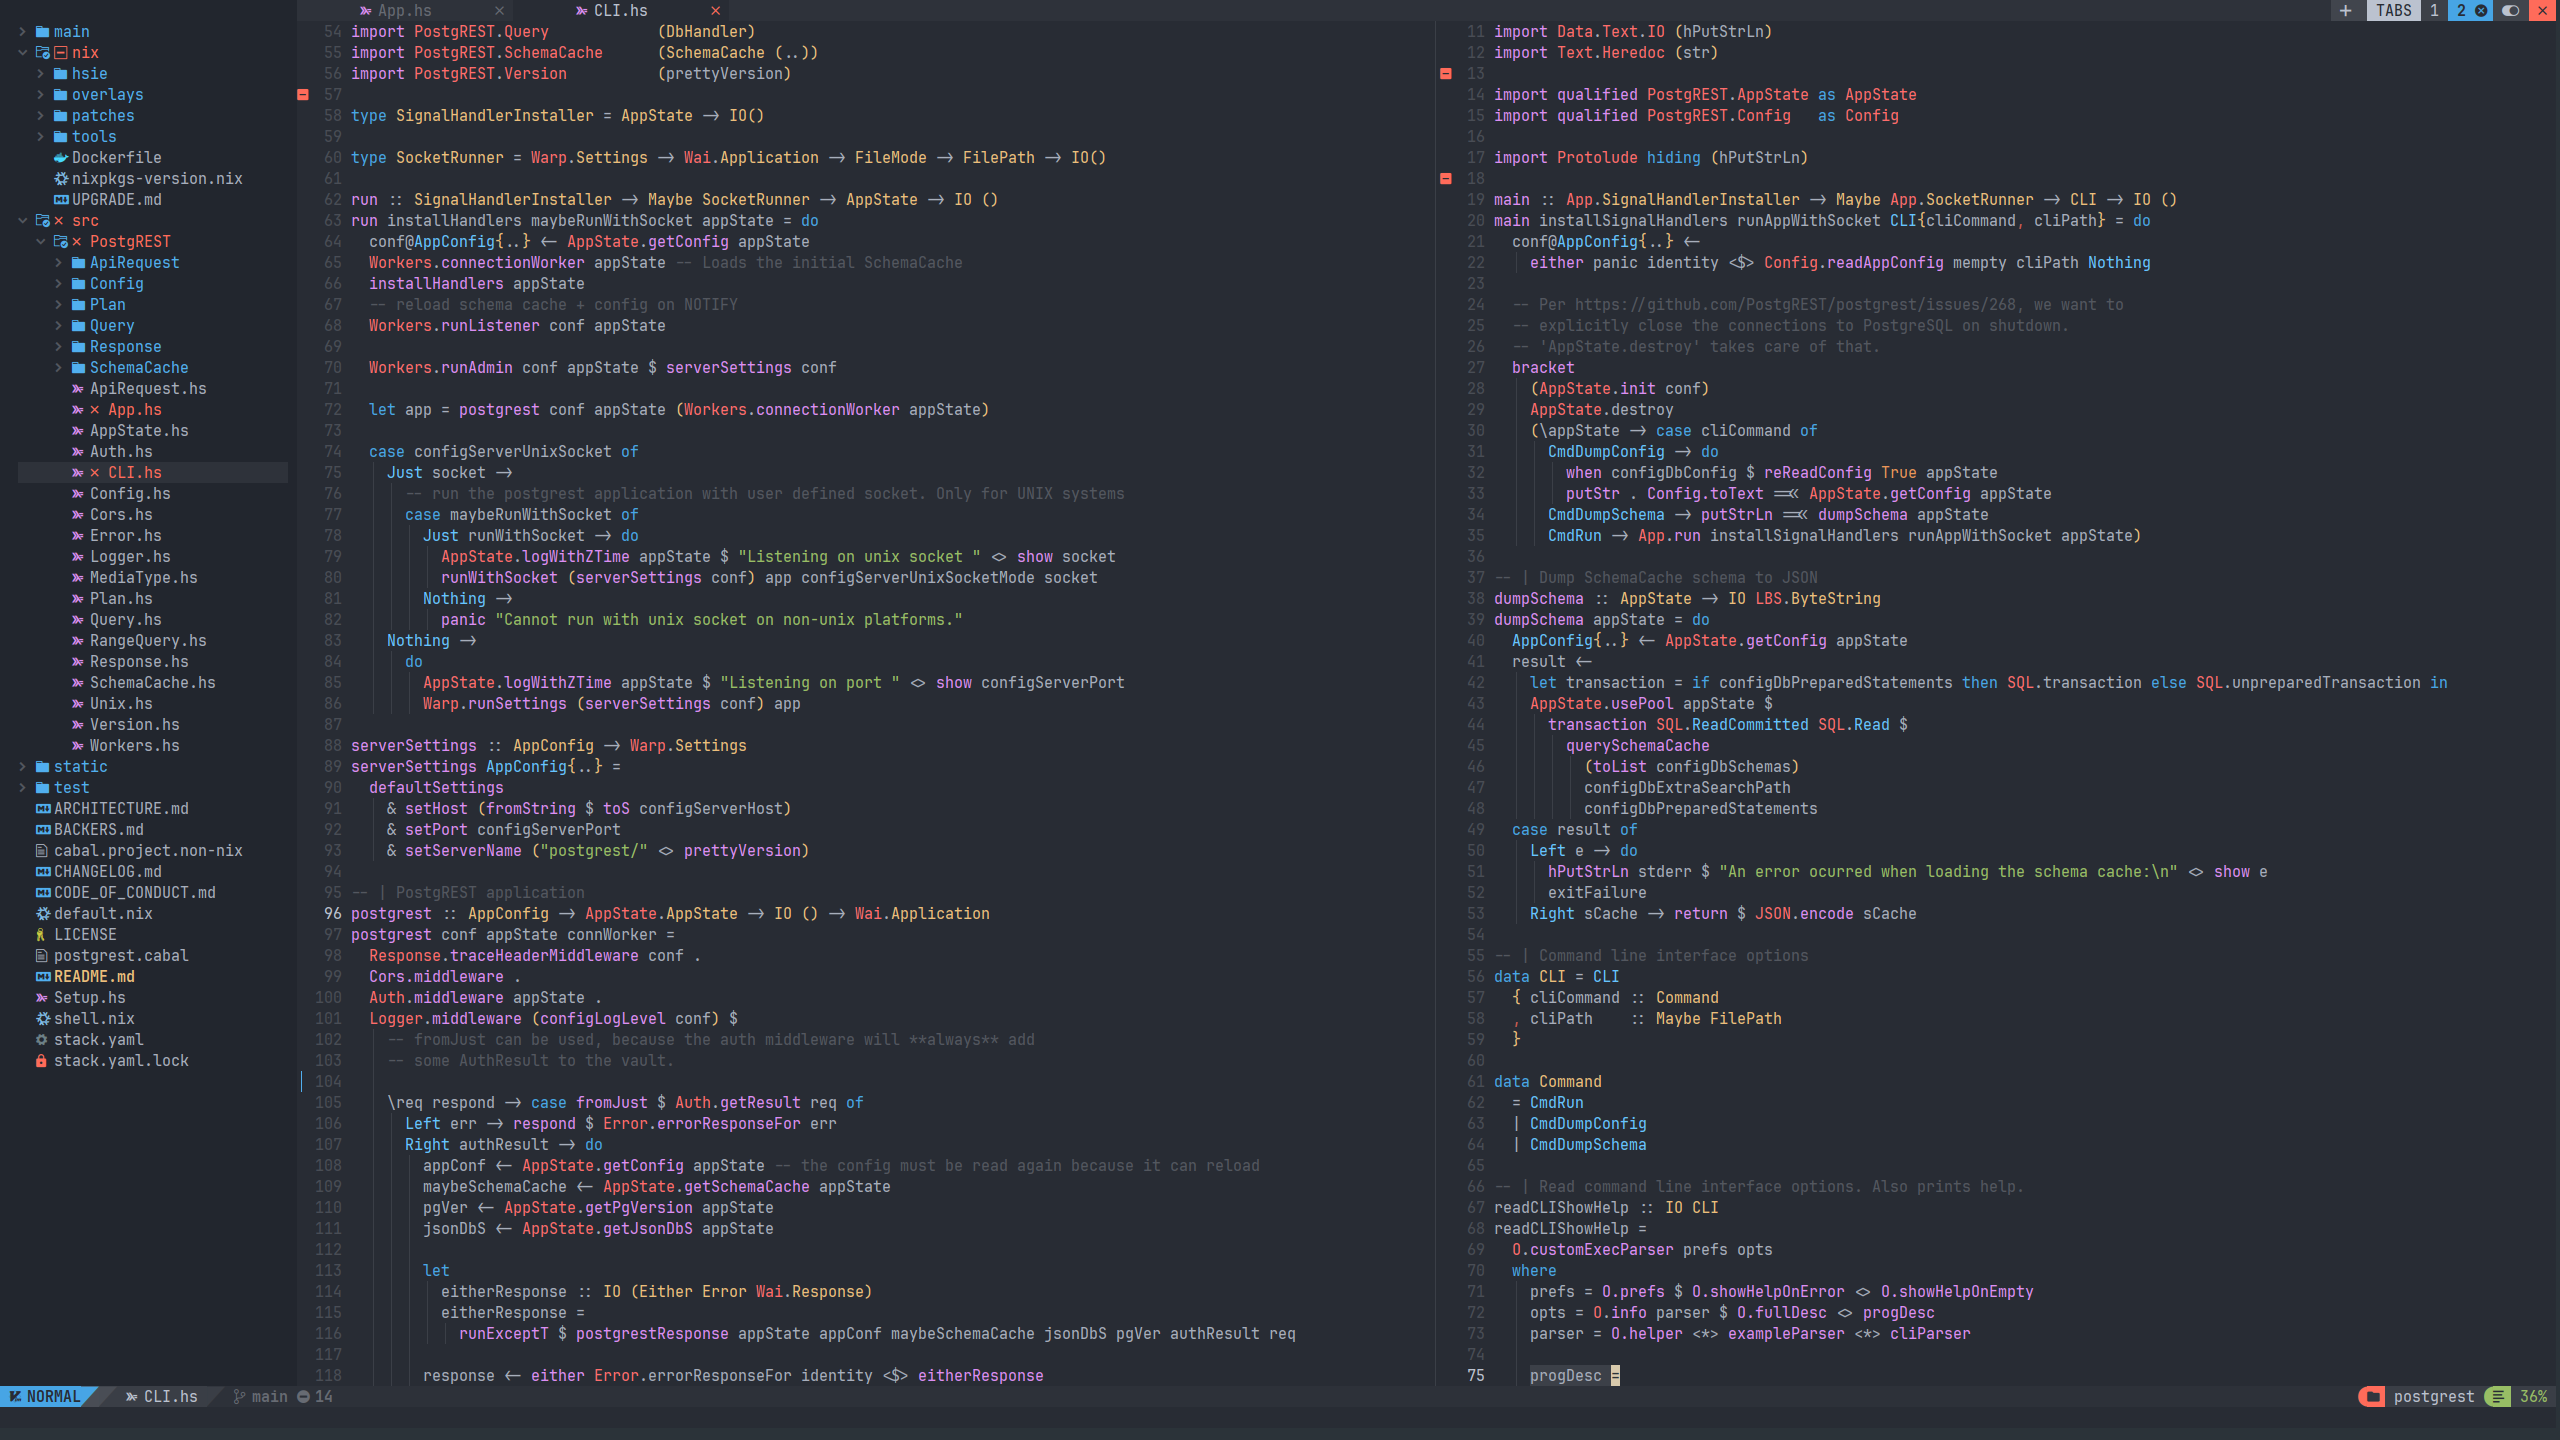 App.hs
CLI.hs
TABS 1 2
main
nix
hsie
overlays
patches
tools
Dockerfile
nixpkgs-version.nix
UPGRADE.md
src
PostgREST
ApiRequest
Config
Plan
Query
Response
SchemaCache
ApiRequest.hs
App.hs
AppState.hs
Auth.hs
CLI.hs
Config.hs
Cors.hs
Error.hs
Logger.hs
MediaType.hs
Plan.hs
Query.hs
RangeQuery.hs
Response.hs
SchemaCache.hs
Unix.hs
Version.hs
Workers.hs
static
test
ARCHITECTURE.md
BACKERS.md
cabal.project.non-nix
CHANGELOG.md
CODE_OF_CONDUCT.md
default.nix
LICENSE
postgrest.cabal
README.md
Setup.hs
shell.nix
stack.yaml
stack.yaml.lock
54 import PostgREST.Query            (DbHandler)
55 import PostgREST.SchemaCache      (SchemaCache (..))
56 import PostgREST.Version          (prettyVersion)
57
58 type SignalHandlerInstaller = AppState -> IO()
59
60 type SocketRunner = Warp.Settings -> Wai.Application -> FileMode -> FilePath -> IO()
61
62 run :: SignalHandlerInstaller -> Maybe SocketRunner -> AppState -> IO ()
63 run installHandlers maybeRunWithSocket appState = do
64   conf@AppConfig{..} <- AppState.getConfig appState
65   Workers.connectionWorker appState -- Loads the initial SchemaCache
66   installHandlers appState
67   -- reload schema cache + config on NOTIFY
68   Workers.runListener conf appState
69
70   Workers.runAdmin conf appState $ serverSettings conf
71
72   let app = postgrest conf appState (Workers.connectionWorker appState)
73
74   case configServerUnixSocket of
75     Just socket ->
76       -- run the postgrest application with user defined socket. Only for UNIX systems
77       case maybeRunWithSocket of
78         Just runWithSocket -> do
79           AppState.logWithZTime appState $ "Listening on unix socket " <> show socket
80           runWithSocket (serverSettings conf) app configServerUnixSocketMode socket
81         Nothing ->
82           panic "Cannot run with unix socket on non-unix platforms."
83     Nothing ->
84       do
85         AppState.logWithZTime appState $ "Listening on port " <> show configServerPort
86         Warp.runSettings (serverSettings conf) app
87
88 serverSettings :: AppConfig -> Warp.Settings
89 serverSettings AppConfig{..} =
90   defaultSettings
91     & setHost (fromString $ toS configServerHost)
92     & setPort configServerPort
93     & setServerName ("postgrest/" <> prettyVersion)
94
95 -- | PostgREST application
96 postgrest :: AppConfig -> AppState.AppState -> IO () -> Wai.Application
97 postgrest conf appState connWorker =
98   Response.traceHeaderMiddleware conf .
99   Cors.middleware .
100   Auth.middleware appState .
101   Logger.middleware (configLogLevel conf) $
102     -- fromJust can be used, because the auth middleware will **always** add
103     -- some AuthResult to the vault.
104
105     \req respond -> case fromJust $ Auth.getResult req of
106       Left err -> respond $ Error.errorResponseFor err
107       Right authResult -> do
108         appConf <- AppState.getConfig appState -- the config must be read again because it can reload
109         maybeSchemaCache <- AppState.getSchemaCache appState
110         pgVer <- AppState.getPgVersion appState
111         jsonDbS <- AppState.getJsonDbS appState
112
113         let
114           eitherResponse :: IO (Either Error Wai.Response)
115           eitherResponse =
116             runExceptT $ postgrestResponse appState appConf maybeSchemaCache jsonDbS pgVer authResult req
117
118         response <- either Error.errorResponseFor identity <$> eitherResponse
11 import Data.Text.IO (hPutStrLn)
12 import Text.Heredoc (str)
13
14 import qualified PostgREST.AppState as AppState
15 import qualified PostgREST.Config   as Config
16
17 import Protolude hiding (hPutStrLn)
18
19 main :: App.SignalHandlerInstaller -> Maybe App.SocketRunner -> CLI -> IO ()
20 main installSignalHandlers runAppWithSocket CLI{cliCommand, cliPath} = do
21   conf@AppConfig{..} <-
22     either panic identity <$> Config.readAppConfig mempty cliPath Nothing
23
24   -- Per https://github.com/PostgREST/postgrest/issues/268, we want to
25   -- explicitly close the connections to PostgreSQL on shutdown.
26   -- 'AppState.destroy' takes care of that.
27   bracket
28     (AppState.init conf)
29     AppState.destroy
30     (\appState -> case cliCommand of
31       CmdDumpConfig -> do
32         when configDbConfig $ reReadConfig True appState
33         putStr . Config.toText =<< AppState.getConfig appState
34       CmdDumpSchema -> putStrLn =<< dumpSchema appState
35       CmdRun -> App.run installSignalHandlers runAppWithSocket appState)
36
37 -- | Dump SchemaCache schema to JSON
38 dumpSchema :: AppState -> IO LBS.ByteString
39 dumpSchema appState = do
40   AppConfig{..} <- AppState.getConfig appState
41   result <-
42     let transaction = if configDbPreparedStatements then SQL.transaction else SQL.unpreparedTransaction in
43     AppState.usePool appState $
44       transaction SQL.ReadCommitted SQL.Read $
45         querySchemaCache
46           (toList configDbSchemas)
47           configDbExtraSearchPath
48           configDbPreparedStatements
49   case result of
50     Left e -> do
51       hPutStrLn stderr $ "An error ocurred when loading the schema cache:\n" <> show e
52       exitFailure
53     Right sCache -> return $ JSON.encode sCache
54
55 -- | Command line interface options
56 data CLI = CLI
57   { cliCommand :: Command
58   , cliPath    :: Maybe FilePath
59   }
60
61 data Command
62   = CmdRun
63   | CmdDumpConfig
64   | CmdDumpSchema
65
66 -- | Read command line interface options. Also prints help.
67 readCLIShowHelp :: IO CLI
68 readCLIShowHelp =
69   O.customExecParser prefs opts
70   where
71     prefs = O.prefs $ O.showHelpOnError <> O.showHelpOnEmpty
72     opts = O.info parser $ O.fullDesc <> progDesc
73     parser = O.helper <*> exampleParser <*> cliParser
74
75     progDesc =
NORMAL CLI.hs main 14
postgrest 36%